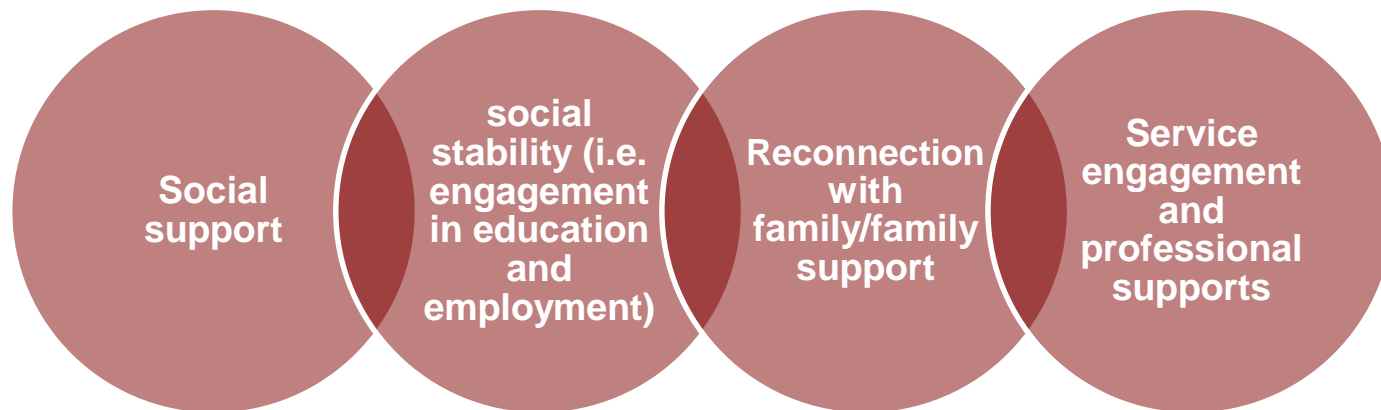 Social
support
social
stability (i.e.
engagement
in education
and
employment)
Reconnection
with
family/family
support
Service
engagement
and
professional
supports